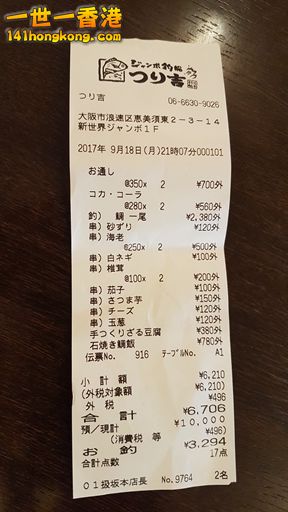 一世一香港
141hongkong.com
ジャンボ釣船
つり吉
つり吉 06-6630-9026
大阪市浪速区恵美須東2-3-14
新世界ジャンボ1F
2017年 9月18日(月)21時07分000101
お通し
@350x 2 ¥700外
コカ・コーラ
@280x 2 ¥560外
釣) 鯛 一尾 ¥2,380外
串) 砂ずり ¥120外
串) 海老
@250x 2 ¥500外
串) 白ネギ ¥100外
串) 椎茸
@100x 2 ¥200外
串) 茄子 ¥100外
串) さつま芋 ¥150外
串) チーズ ¥120外
串) 玉葱 ¥120外
手つくりざる豆腐 ¥380外
石焼き鯛飯 ¥780外
伝票No. 916 テーブルNo. A1
小計額 ¥6,210
(外税対象額 ¥6,210)
外税 ¥496
合計 ¥6,706
預/現計 ¥10,000
(消費税 等 ¥496)
お釣 ¥3,294
合計点数 17点
01扱坂本店長 No.9764 2名